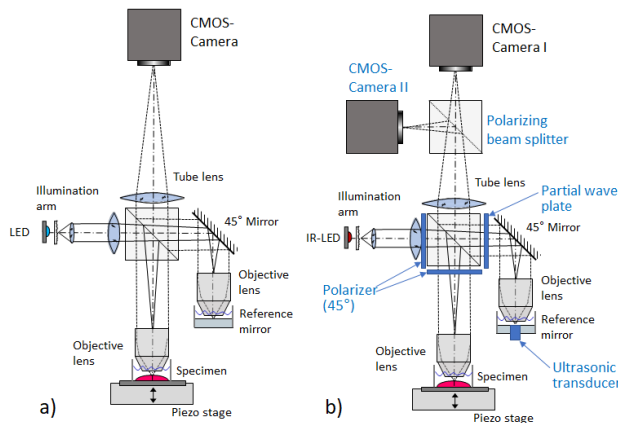 CMOS-
Camera
Tube lens
Illumination
arm
LED
45° Mirror
Objective
lens
Reference
mirror
Objective
lens
Specimen
Piezo stage
a)
CMOS-
Camera I
CMOS-
Camera II
Polarizing
beam splitter
Tube lens
Partial wave
plate
Illumination
arm
IR-LED
45° Mirror
Polarizer
(45°)
Objective
lens
Reference
mirror
Objective
lens
Specimen
Ultrasonic
transducer
Piezo stage
b)